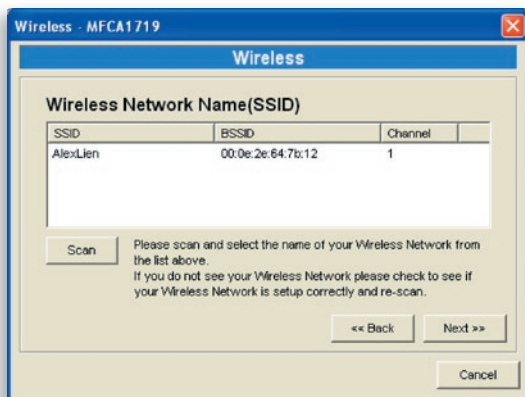 Wireless - MFCA1719
Wireless
Wireless Network Name(SSID)
SSID BSSID Channel
AlexLien 00:0e:2e:64:7b:12 1
Scan
Please scan and select the name of your Wireless Network from
the list above.
If you do not see your Wireless Network please check to see if
your Wireless Network is setup correctly and re-scan.
<< Back Next >>
Cancel